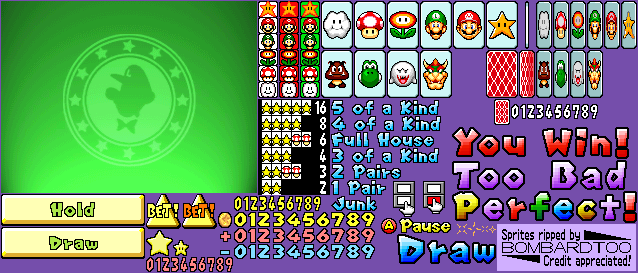 16 5 of a Kind
8 4 of a Kind
6 Full House
4 3 of a Kind
3 2 Pairs
2 1 Pair
Junk
0123456789
You Win!
Too Bad
Perfect!
Hold
Draw
BET! BET!
0123456789
0123456789
+0123456789
-0123456789
0123456789
A Pause
Draw
Sprites ripped by
BOMBARDTOO
Credit appreciated!